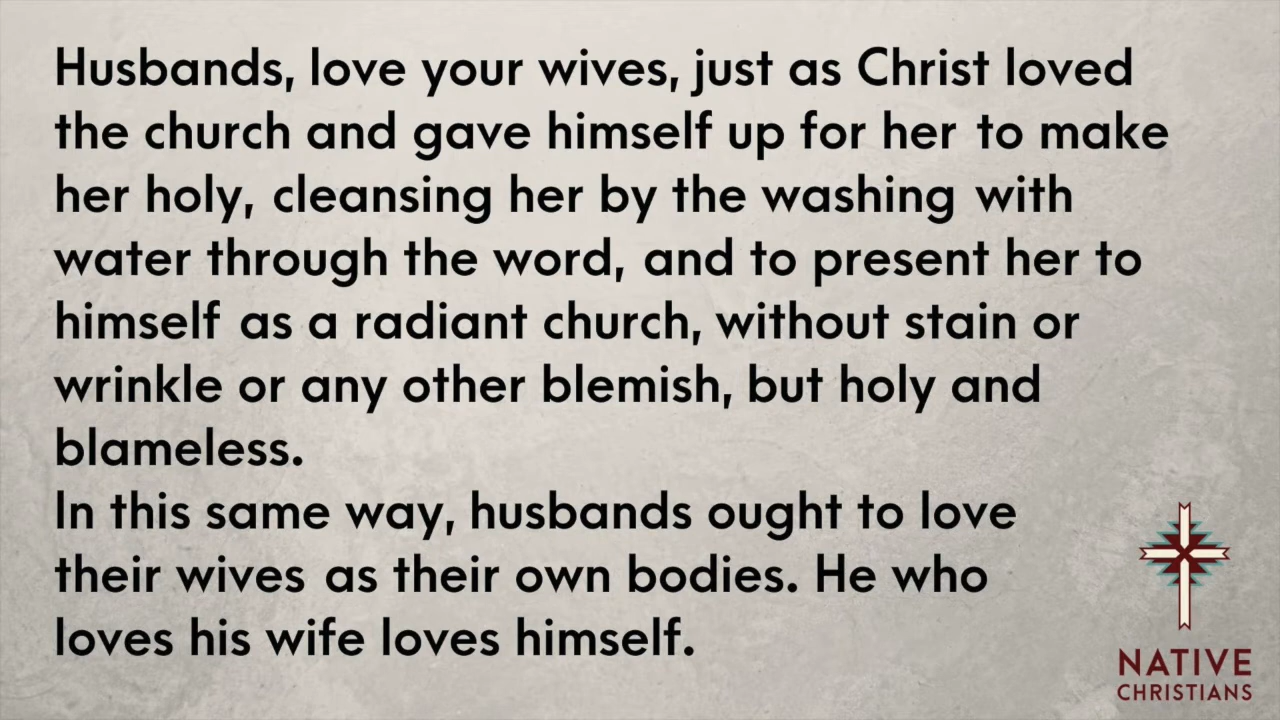 Husbands, love your wives, just as Christ loved
the church and gave himself up for her to make
her holy, cleansing her by the washing with
water through the word, and to present her to
himself as a radiant church, without stain or
wrinkle or any other blemish, but holy and
blameless.
In this same way, husbands ought to love
their wives as their own bodies. He who
loves his wife loves himself.
NATIVE
CHRISTIANS